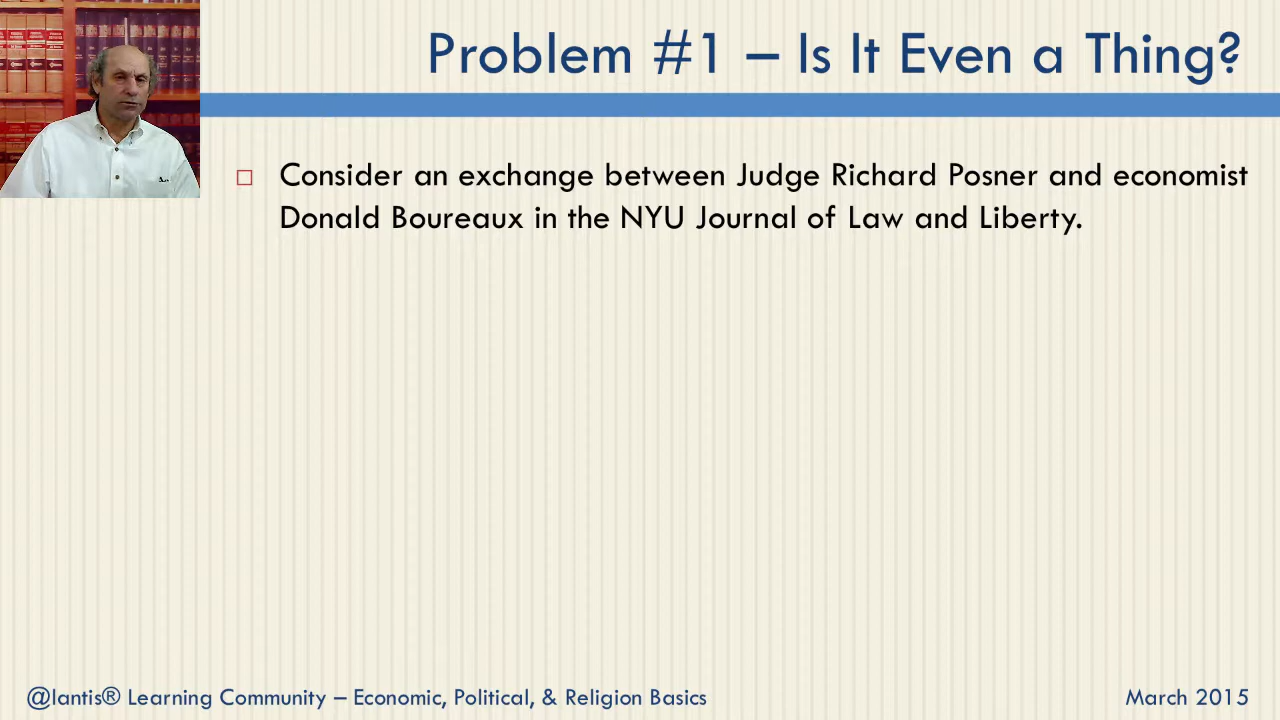 Problem #1 – Is It Even a Thing?
Consider an exchange between Judge Richard Posner and economist
Donald Boureaux in the NYU Journal of Law and Liberty.
@lantis® Learning Community – Economic, Political, & Religion Basics
March 2015